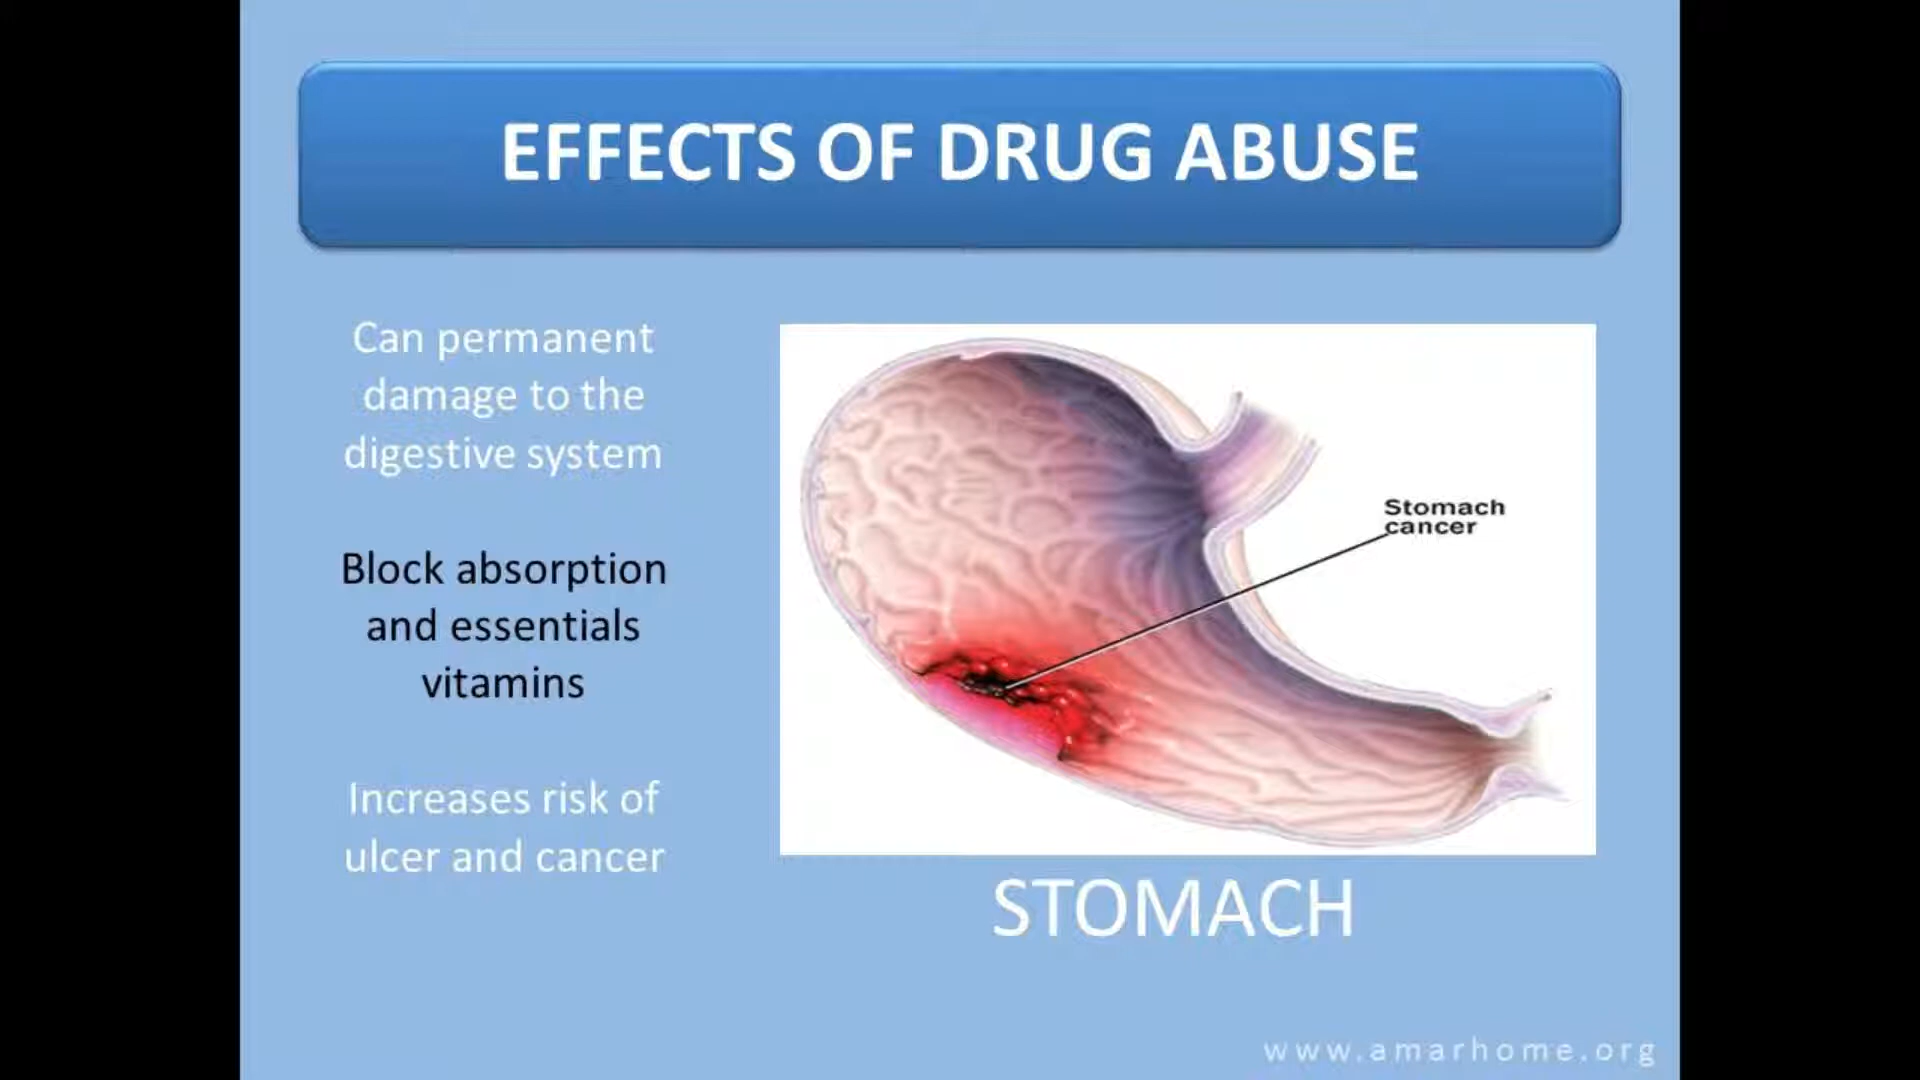 EFFECTS OF DRUG ABUSE
Can permanent
damage to the
digestive system
Block absorption
and essentials
vitamins
Increases risk of
ulcer and cancer
Stomach
cancer
STOMACH
www.amarhome.org